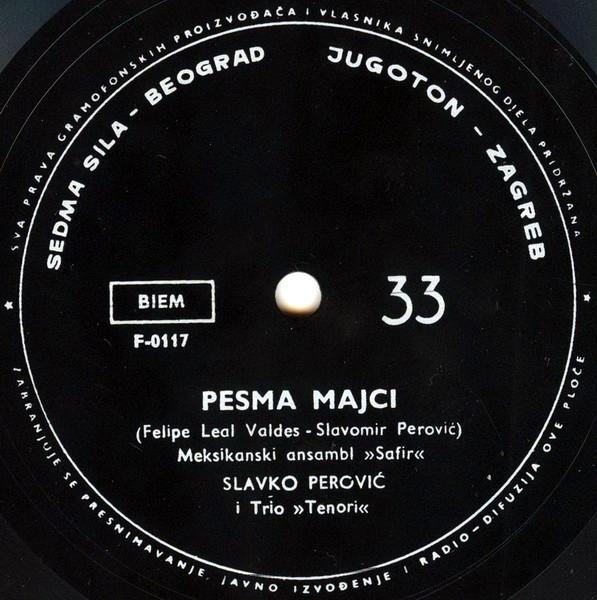 SVA PRAVA GRAMOFONSKIH PROIZVOĐAČA I VLASNIKA SNIMLJENOG DJELA PRIDRŽANA
SEDMA SILA - BEOGRAD
JUGOTON - ZAGREB
BIEM
F-0117
33
PESMA MAJCI
(Felipe Leal Valdes - Slavomir Perović)
Meksikanski ansambl »Safir«
SLAVKO PEROVIĆ
i Trio »Tenori«
ZABRANJUJE SE PRESNIMAVANJE, JAVNO IZVOĐENJE I RADIO-DIFUZIJA OVE PLOČE